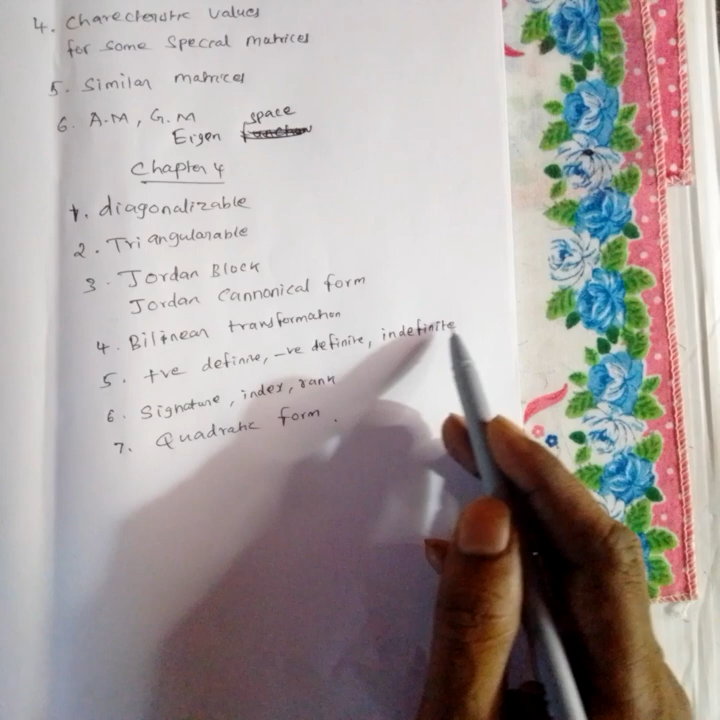 4. Charecteristic values
for some special matrices
5. Similar matrices
6. A.M, G.M
Eigen space
Chapter 4
1. diagonalizable
2. Triangularable
3. Jordan Block
Jordan Cannonical form
4. Bilinear transformation
5. +ve definite, -ve definite, indefinite
6. Signature, index, rank
7. Quadratic form.